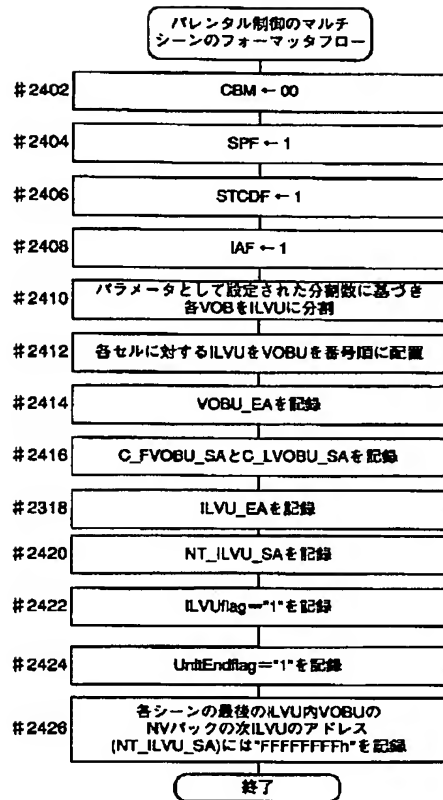 パレンタル制御のマルチ
シーンのフォーマッタフロー
#2402
CBM ← 00
#2404
SPF ← 1
#2406
STCDF ← 1
#2408
IAF ← 1
#2410
パラメータとして設定された分割数に基づき
各VOBをILVUに分割
#2412
各セルに対するILVUをVOBUを番号順に配置
#2414
VOBU_EAを記録
#2416
C_FVOBU_SAとC_LVOBU_SAを記録
#2318
ILVU_EAを記録
#2420
NT_ILVU_SAを記録
#2422
ILVUflag="1"を記録
#2424
UnitEndflag="1"を記録
#2426
各シーンの最後のILVU内VOBUの
NVパックの次ILVUのアドレス
(NT_ILVU_SA)には"FFFFFFFFh"を記録
終了